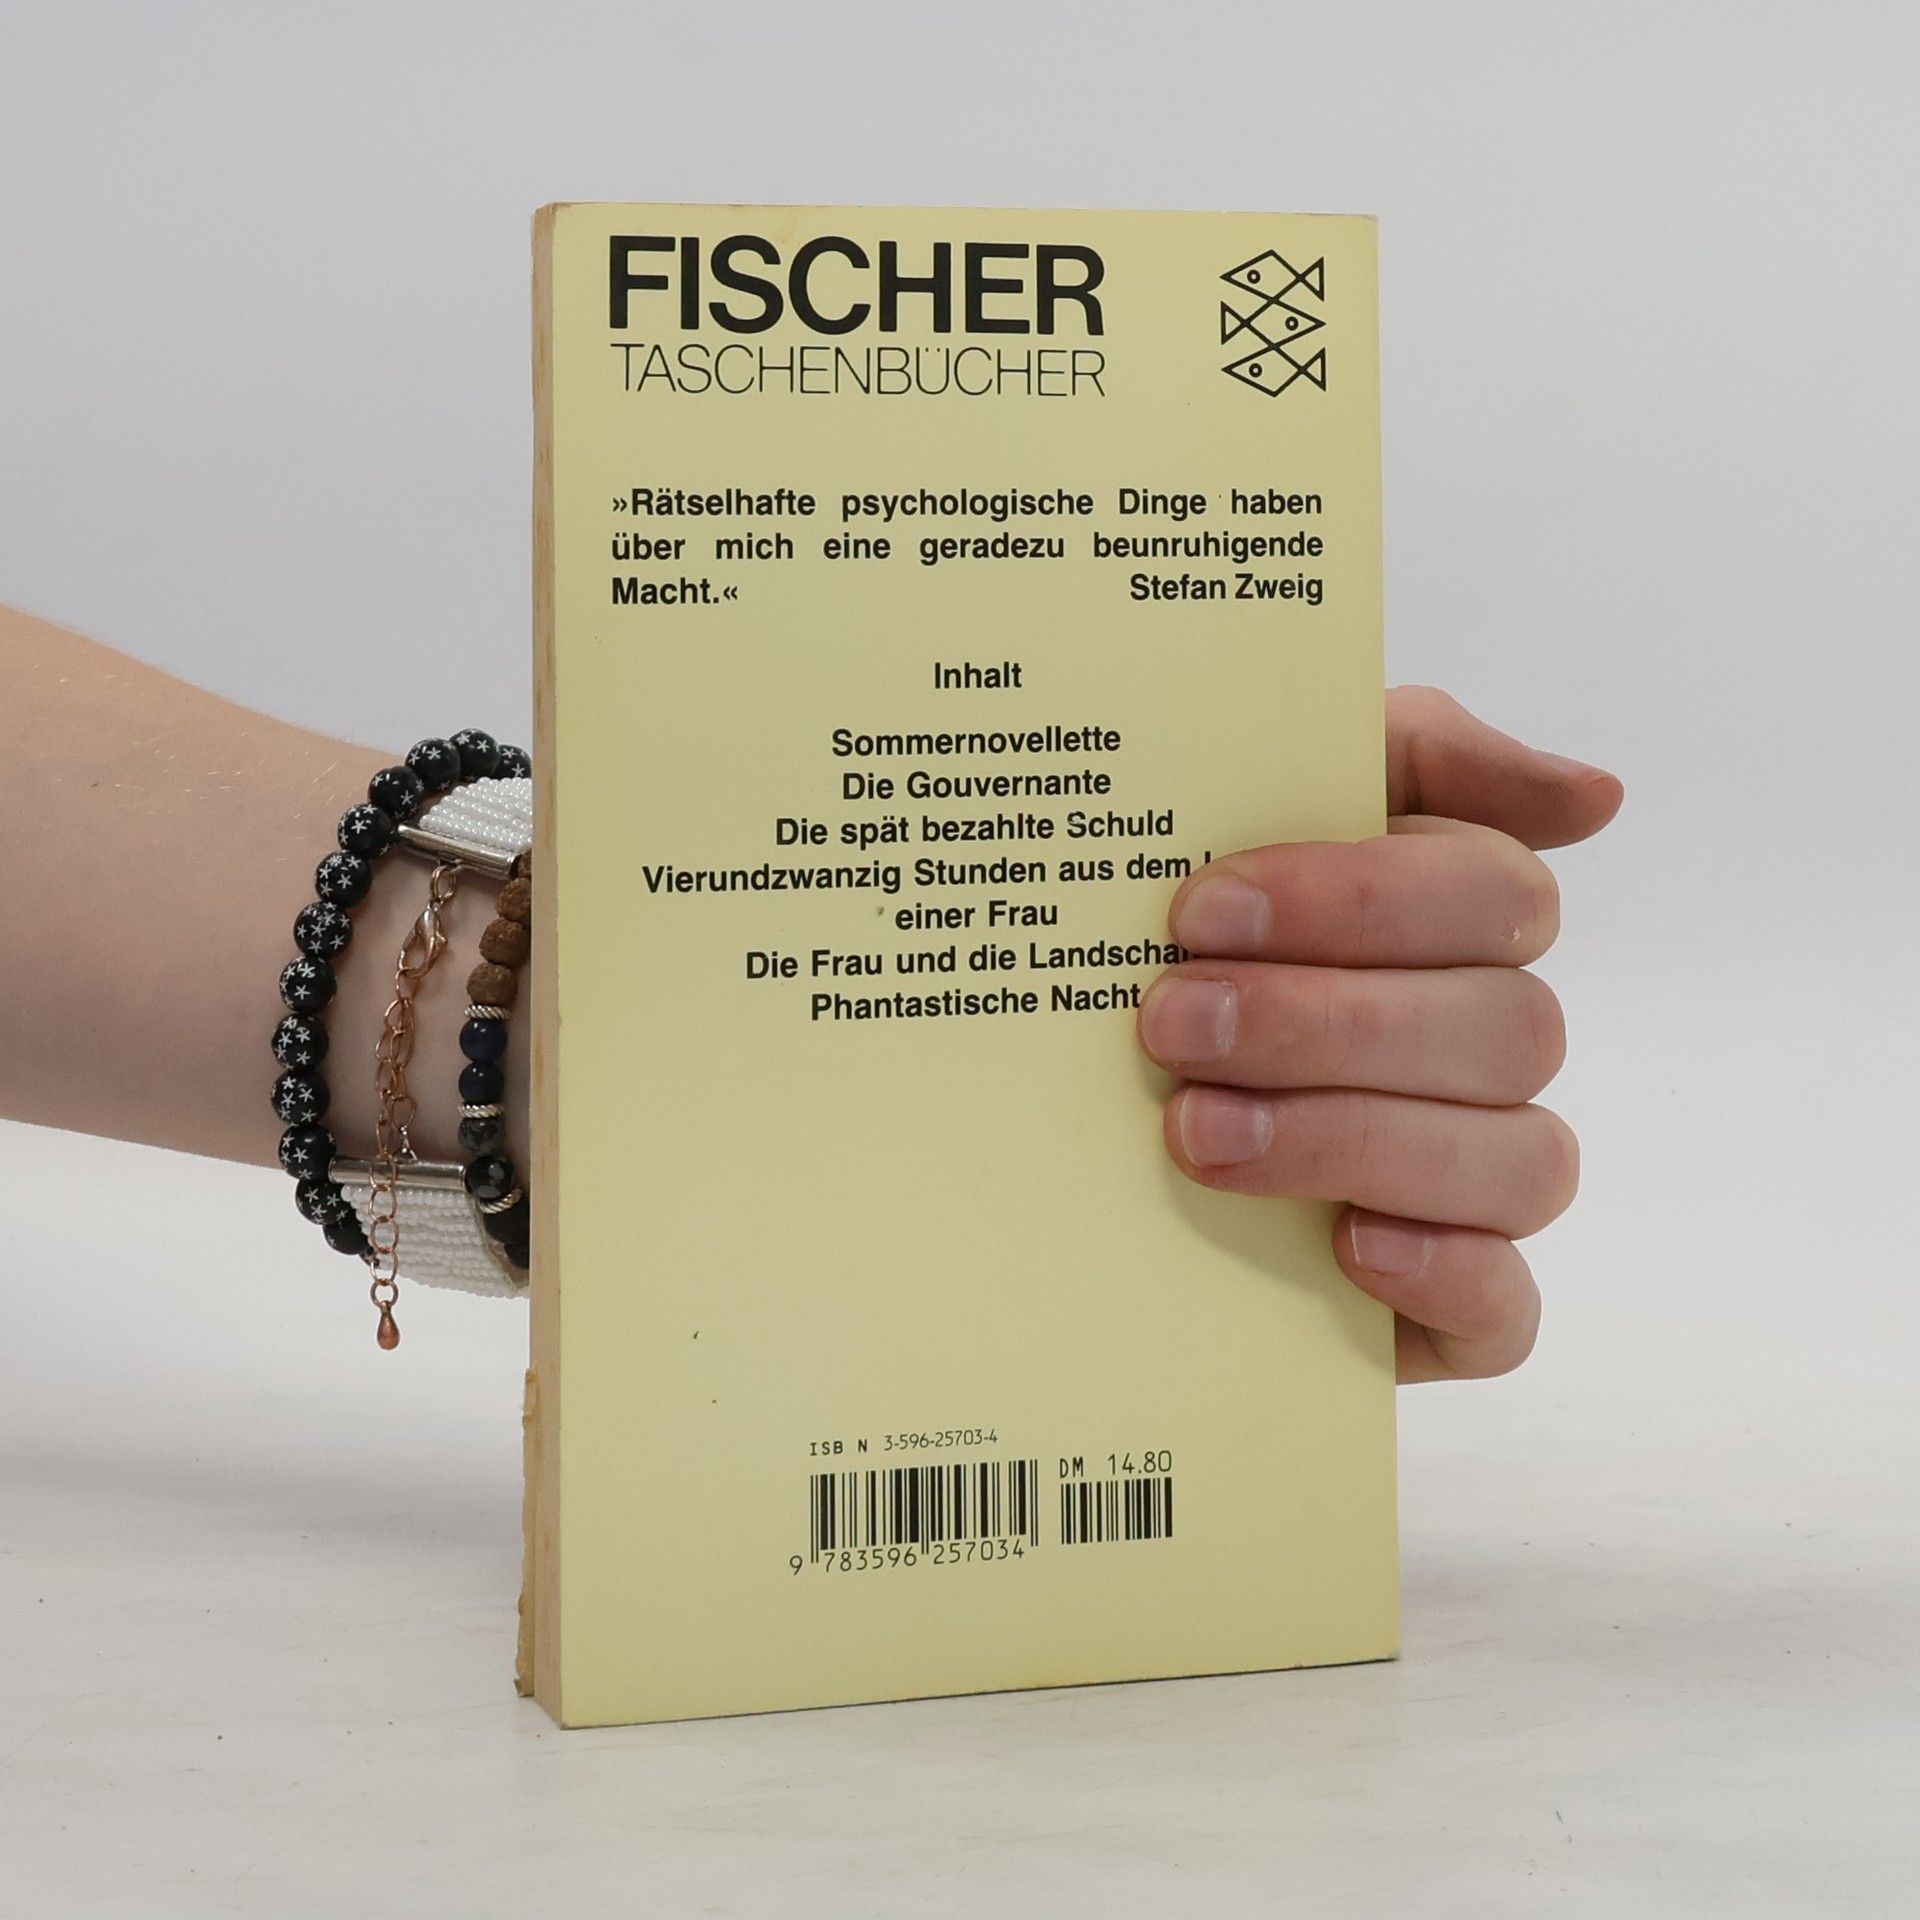 FISCHER
TASCHENBÜCHER
»Rätselhafte psychologische Dinge haben
über mich eine geradezu beunruhigende
Macht.« Stefan Zweig
Inhalt
Sommernovellette
Die Gouvernante
Die spät bezahlte Schuld
Vierundzwanzig Stunden aus dem
einer Frau
Die Frau und die
Phantastische Nacht
ISBN 3-596-25703-4
DM 14.80
9 783596 257034